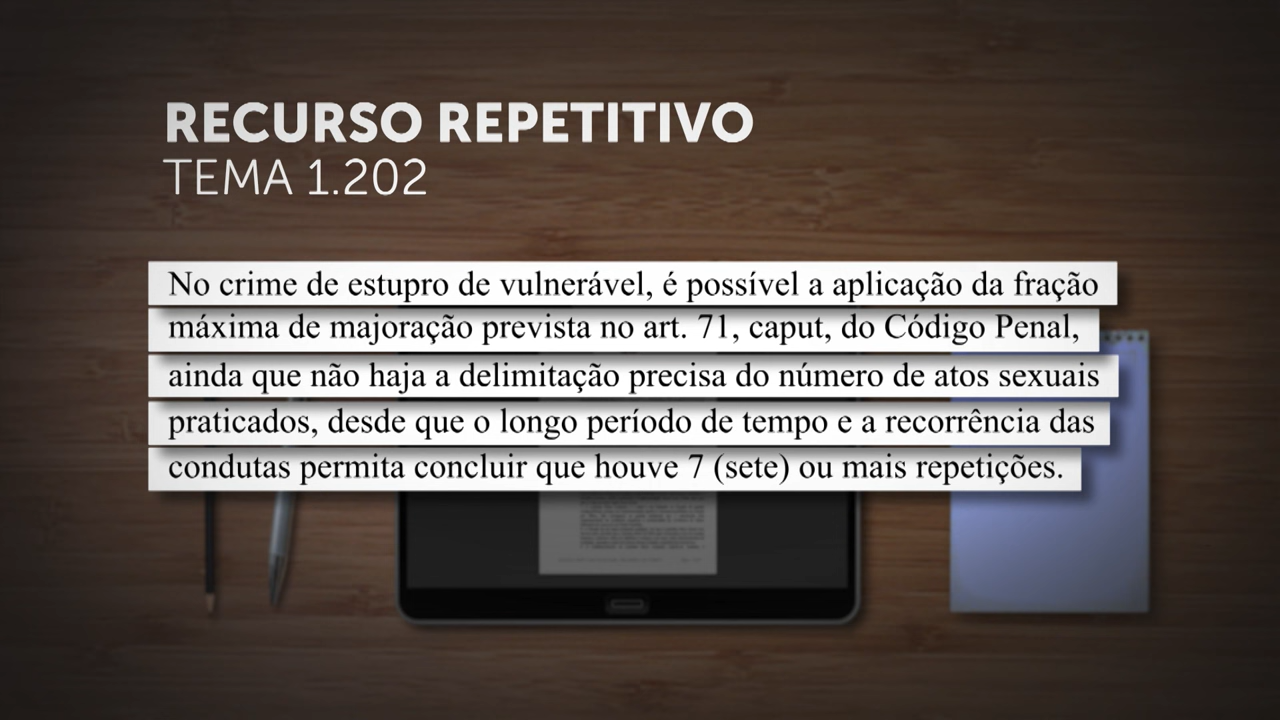 RECURSO REPETITIVO
TEMA 1.202
No crime de estupro de vulnerável, é possível a aplicação da fração
máxima de majoração prevista no art. 71, caput, do Código Penal,
ainda que não haja a delimitação precisa do número de atos sexuais
praticados, desde que o longo período de tempo e a recorrência das
condutas permita concluir que houve 7 (sete) ou mais repetições.